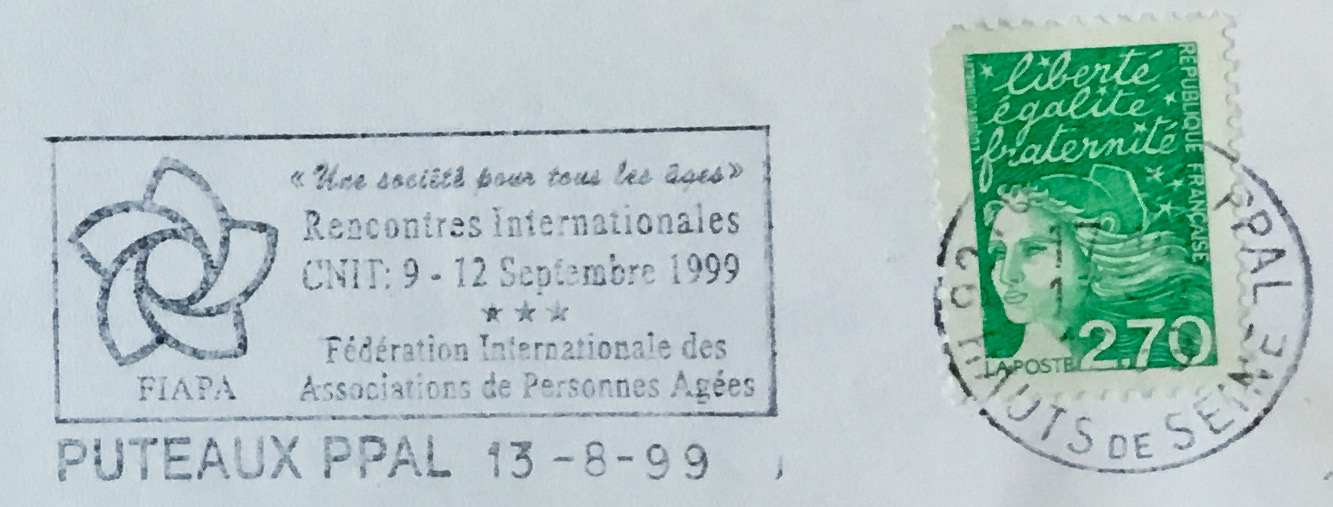 « Une société pour tous les âges »
Rencontres Internationales
CNIT: 9 - 12 Septembre 1999
★ ★ ★
Fédération Internationale des
Associations de Personnes Agées
FIAPA
PUTEAUX PPAL 13-8-99
liberté
égalité
fraternité
REPUBLIQUE FRANÇAISE
LA POSTE
2,70
92 PPAL
HAUTS DE SEINE